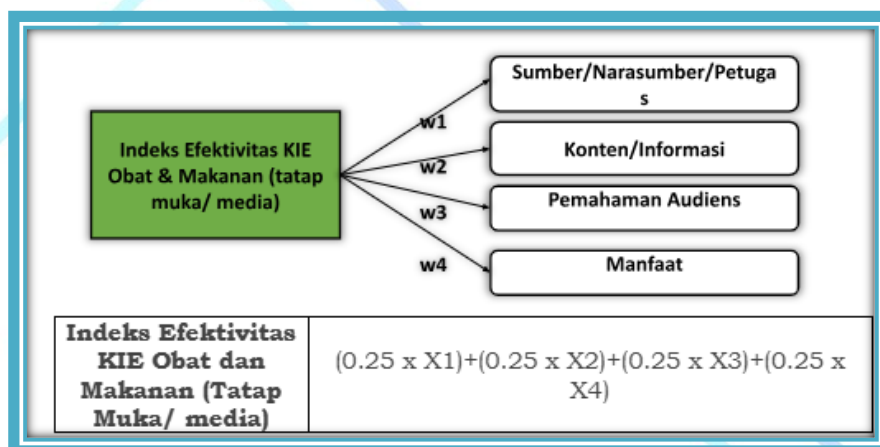 Sumber/Narasumber/Petuga
s
w1
Indeks Efektivitas KIE
Obat & Makanan (tatap
muka/ media)
w2
Konten/Informasi
w3
Pemahaman Audiens
w4
Manfaat
Indeks Efektivitas
KIE Obat dan
Makanan (Tatap
Muka/ media)
(0.25 x X1)+(0.25 x X2)+(0.25 x X3)+(0.25 x
X4)